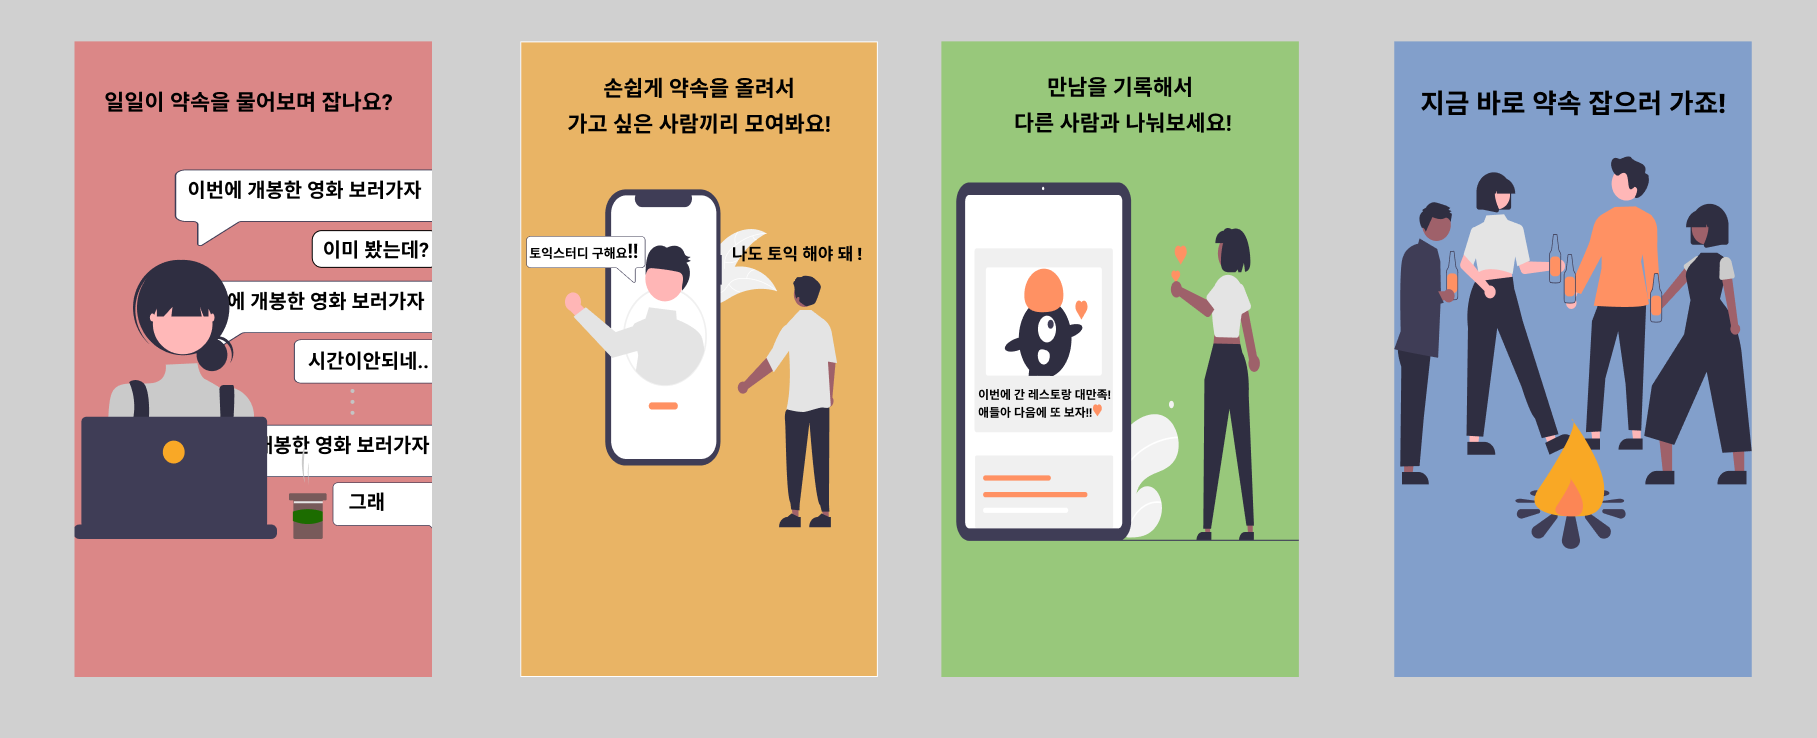 일일이 약속을 물어보며 잡나요?
이번에 개봉한 영화 보러가자
이미 봤는데?
에 개봉한 영화 보러가자
시간이안되네..
개봉한 영화 보러가자
그래
손쉽게 약속을 올려서
가고 싶은 사람끼리 모여봐요!
토익스터디 구해요!!
나도 토익 해야 돼 !
만남을 기록해서
다른 사람과 나눠보세요!
이번에 간 레스토랑 대만족!
애들아 다음에 또 보자!!
지금 바로 약속 잡으러 가죠!